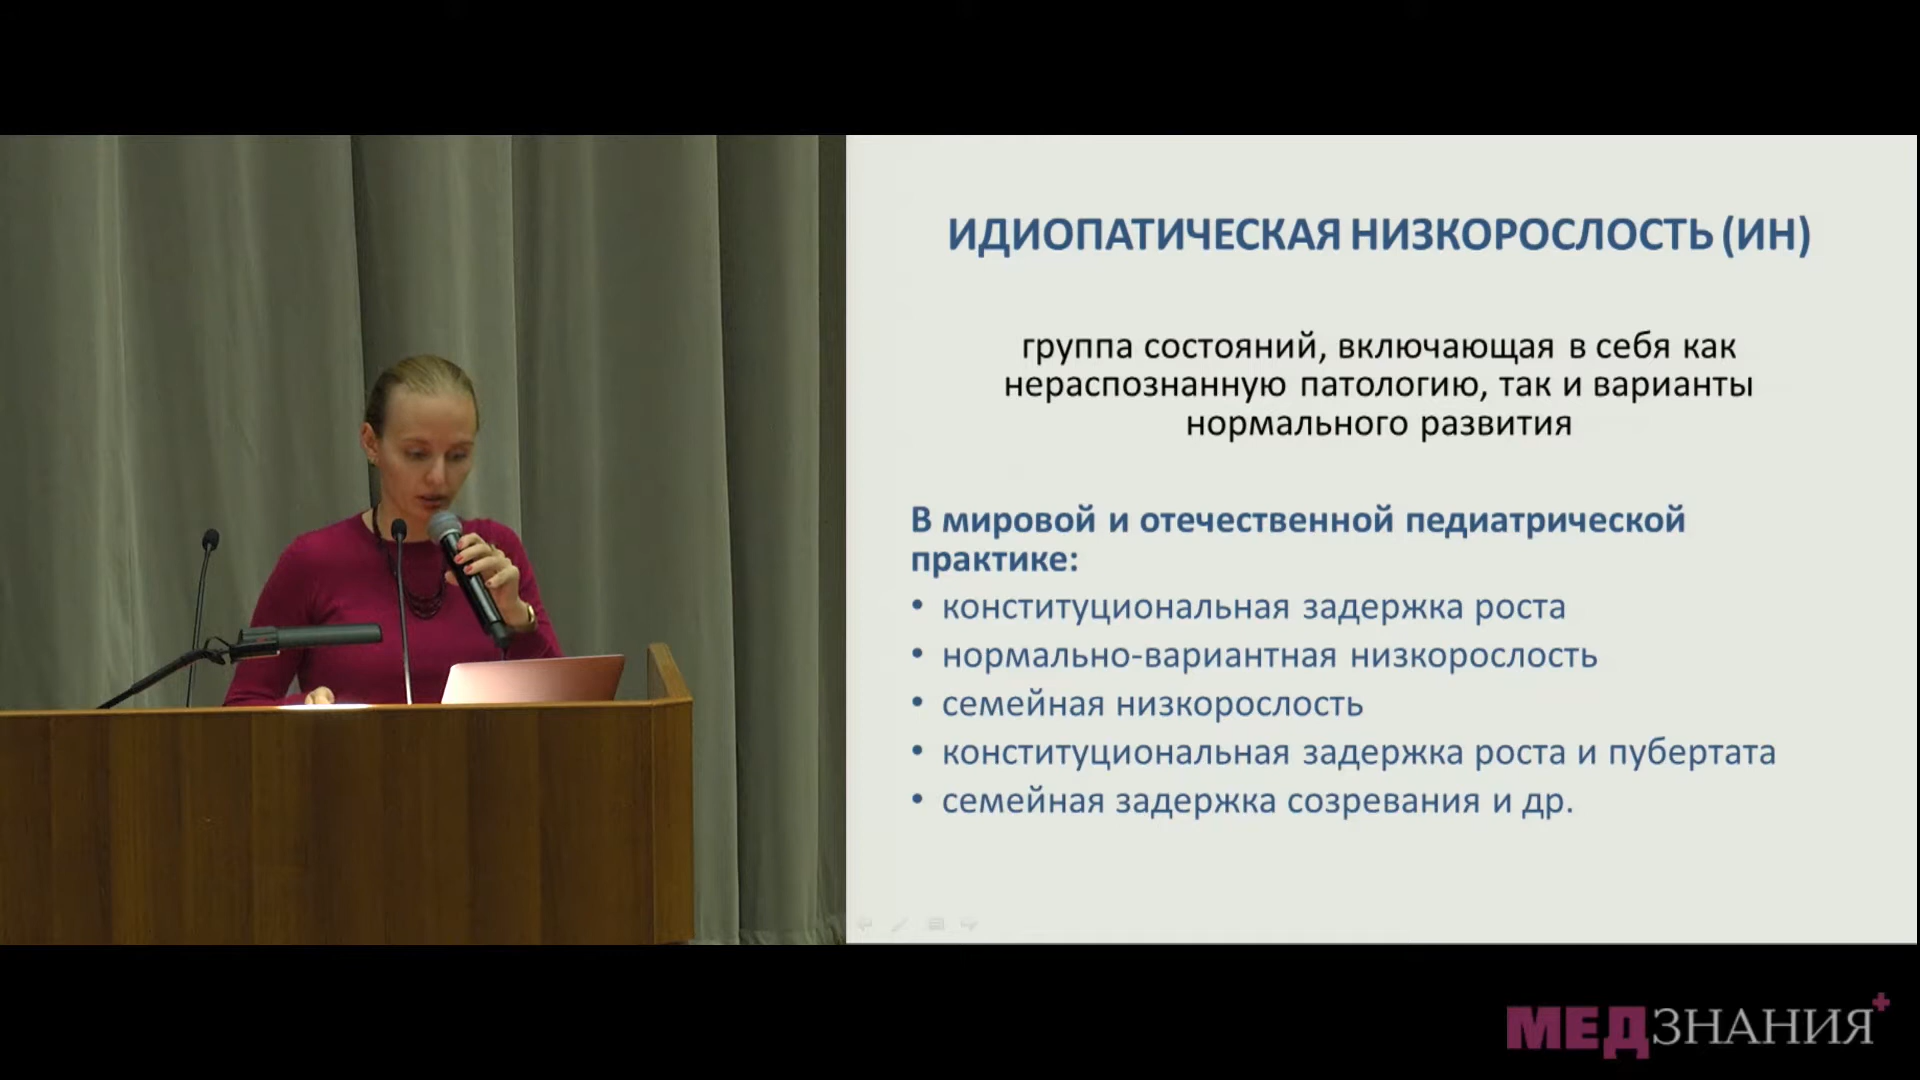 ИДИОПАТИЧЕСКАЯ НИЗКОРОСЛОСТЬ (ИН)
группа состояний, включающая в себя как
нераспознанную патологию, так и варианты
нормального развития
В мировой и отечественной педиатрической
практике:
• конституциональная задержка роста
• нормально-вариантная низкорослость
• семейная низкорослость
• конституциональная задержка роста и пубертата
• семейная задержка созревания и др.
МЕДЗНАНИЯ+